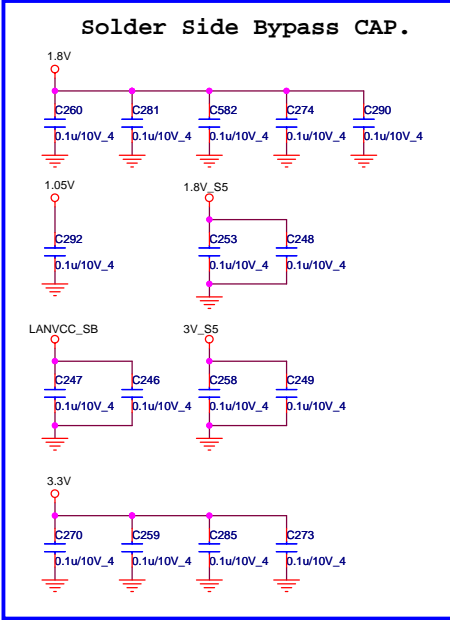 Solder Side Bypass CAP.
1.8V
C260 C281 C582 C274 C290
0.1u/10V_4 0.1u/10V_4 0.1u/10V_4 0.1u/10V_4 0.1u/10V_4
1.05V 1.8V_S5
C292 C253 C248
0.1u/10V_4 0.1u/10V_4 0.1u/10V_4
LANVCC_SB 3V_S5
C247 C246 C258 C249
0.1u/10V_4 0.1u/10V_4 0.1u/10V_4 0.1u/10V_4
3.3V
C270 C259 C285 C273
0.1u/10V_4 0.1u/10V_4 0.1u/10V_4 0.1u/10V_4